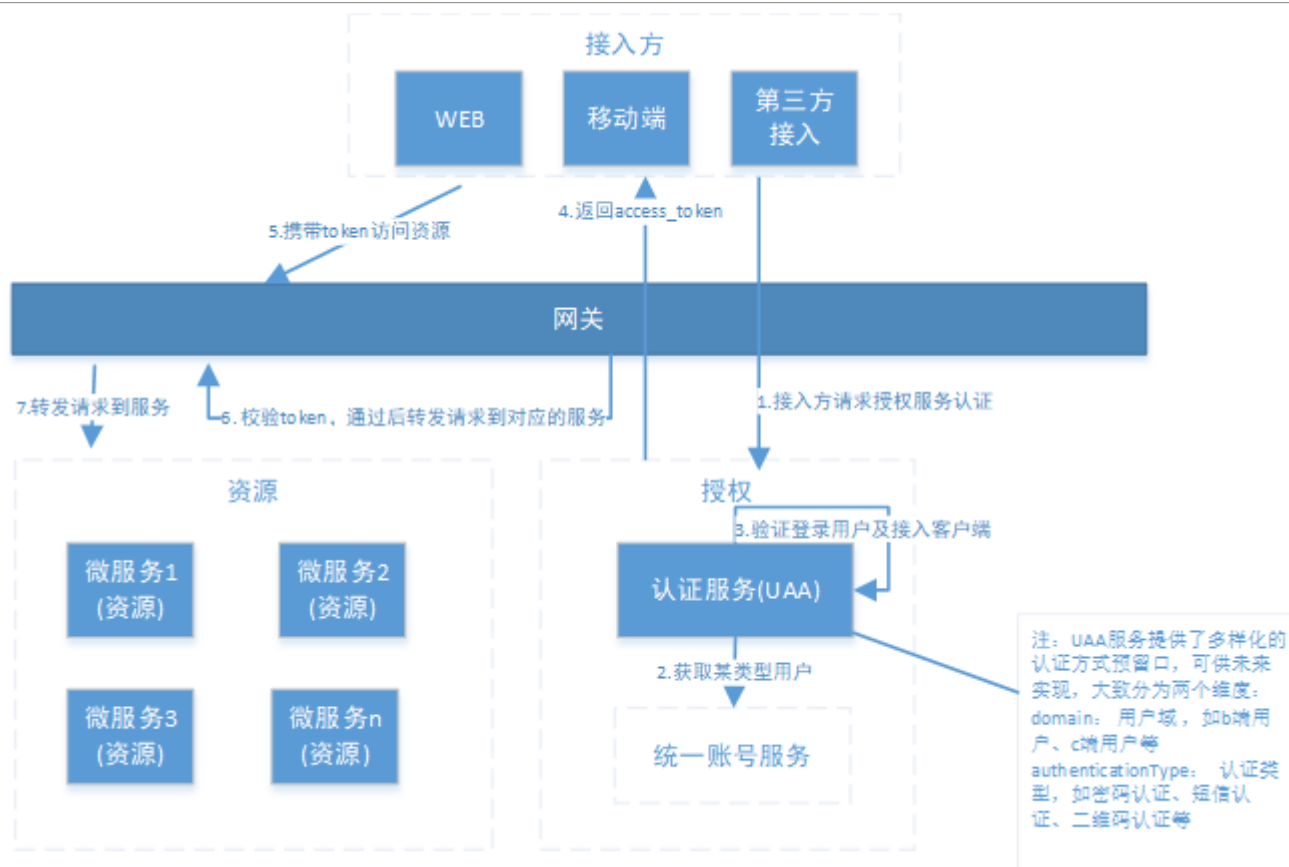 接入方
WEB
移动端
第三方
接入
4.返回access_token
5.携带token访问资源
网关
7.转发请求到服务
6.校验token，通过后转发请求到对应的服务
1.接入方请求授权服务认证
资源
授权
3.验证登录用户及接入客户端
微服务1
(资源)
微服务2
(资源)
认证服务(UAA)
2.获取某类型用户
微服务3
(资源)
微服务n
(资源)
统一账号服务
注：UAA服务提供了多样化的
认证方式预留口，可供未来
实现，大致分为两个维度：
domain： 用户域，如b端用
户、c端用户等
authenticationType： 认证类
型，如密码认证、短信认
证、二维码认证等